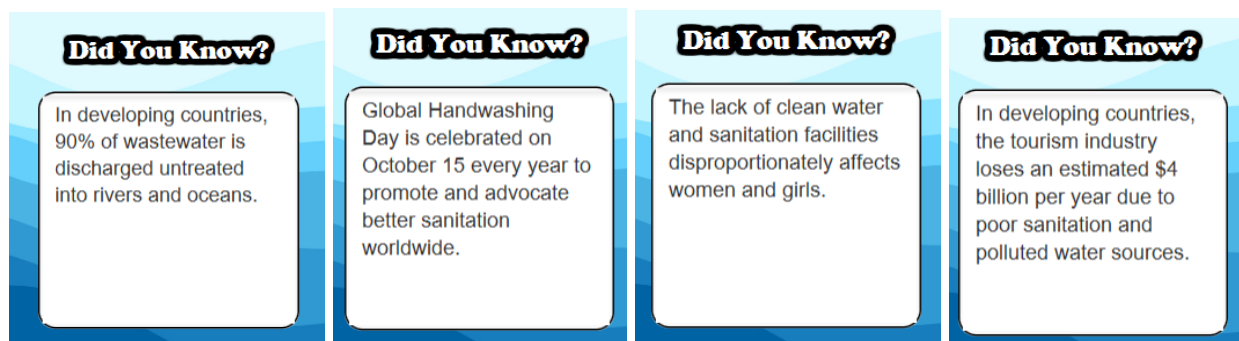 Did You Know?
In developing countries,
90% of wastewater is
discharged untreated
into rivers and oceans.
Did You Know?
Global Handwashing
Day is celebrated on
October 15 every year to
promote and advocate
better sanitation
worldwide.
Did You Know?
The lack of clean water
and sanitation facilities
disproportionately affects
women and girls.
Did You Know?
In developing countries,
the tourism industry
loses an estimated $4
billion per year due to
poor sanitation and
polluted water sources.